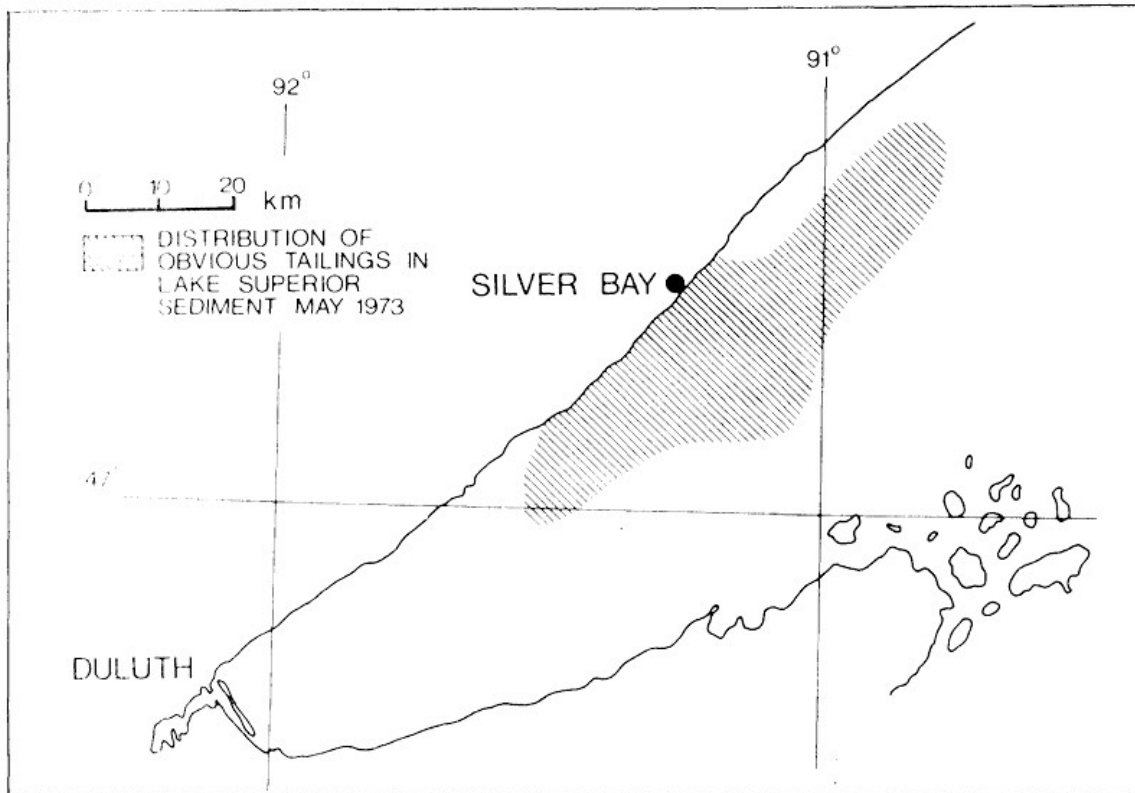 92°
91°
0 10 20
km
DISTRIBUTION OF
OBVIOUS TAILINGS IN
LAKE SUPERIOR
SEDIMENT MAY 1973
SILVER BAY
47°
DULUTH